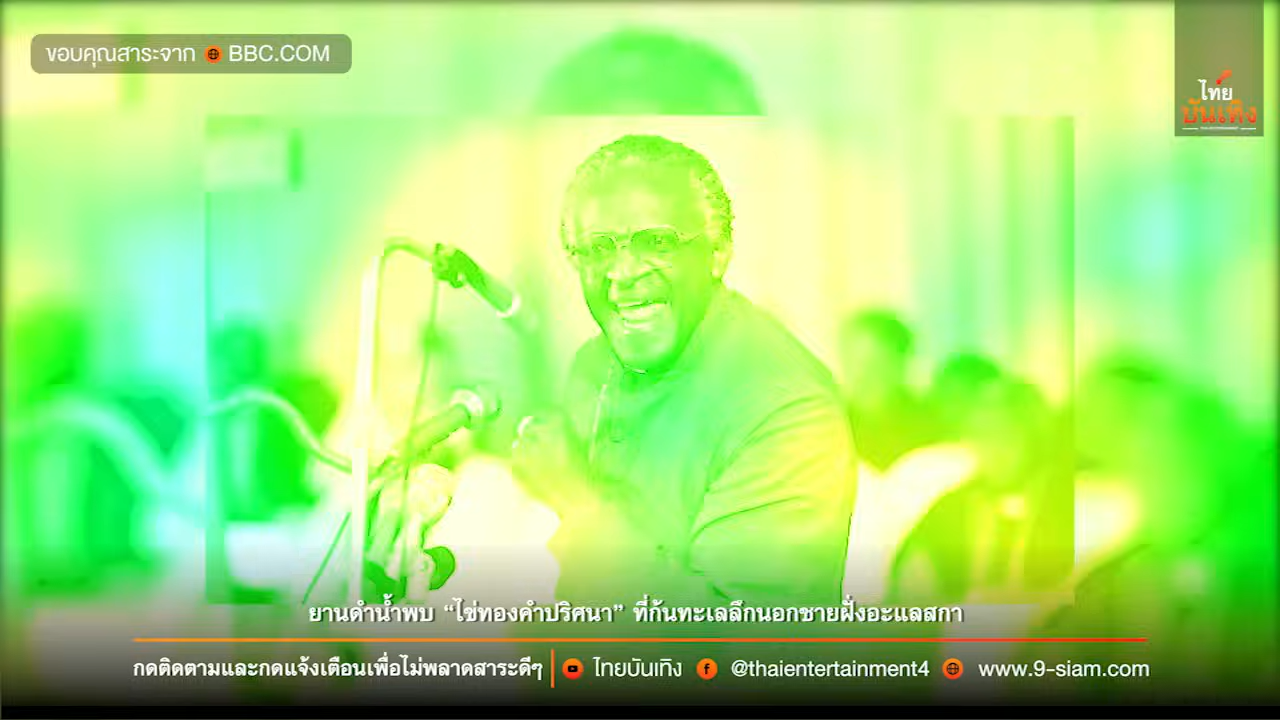 ขอบคุณสาระจาก BBC.COM
ไทย
บันเทิง
ยานดำน้ำพบ “ไข่ทองคำปริศนา” ที่ก้นทะเลลึกนอกชายฝั่งอะแลสกา
กดติดตามและกดแจ้งเตือนเพื่อไม่พลาดสาระดีๆ ไทยบันเทิง @thaientertainment4 www.9-siam.com